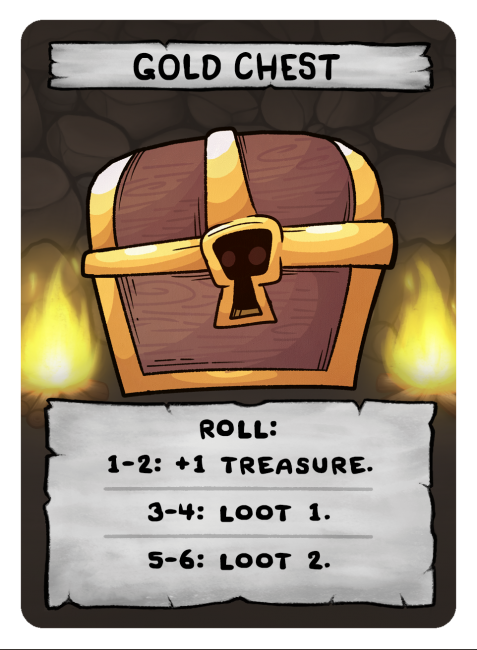 GOLD CHEST
ROLL:
1-2: +1 TREASURE.
3-4: LOOT 1.
5-6: LOOT 2.